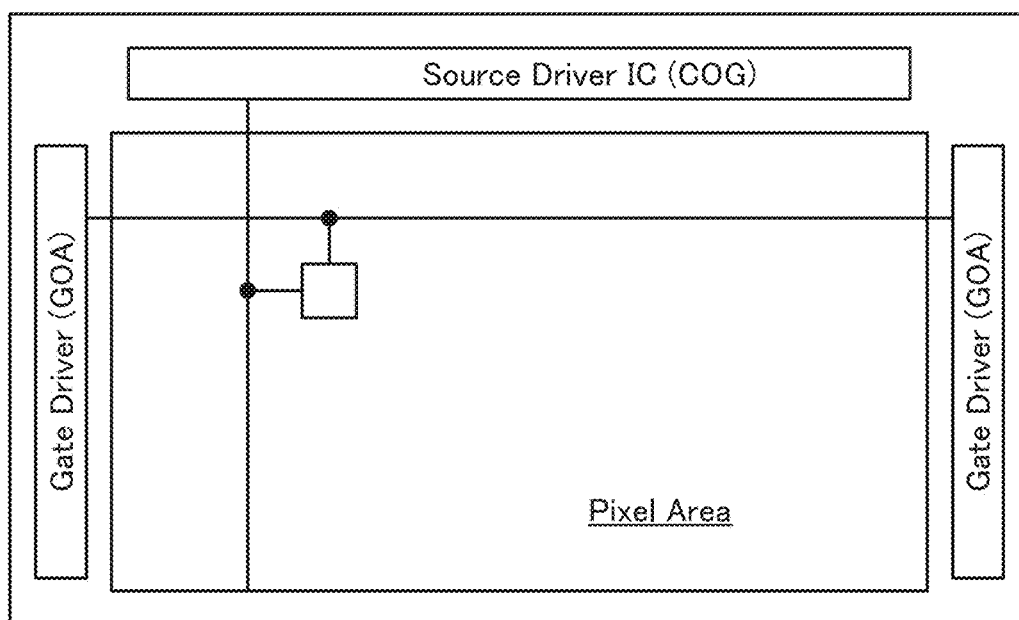 Source Driver IC (COG)
Gate Driver (GOA)
Gate Driver (GOA)
Pixel Area